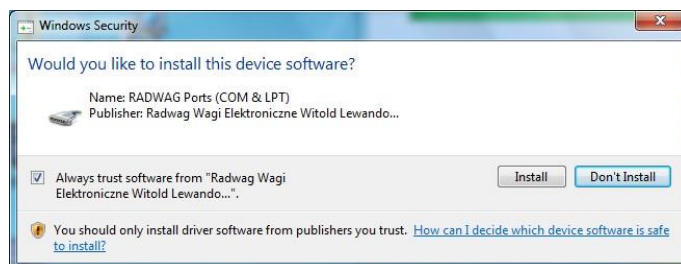 Windows Security
Would you like to install this device software?
Name: RADWAG Ports (COM & LPT)
Publisher: Radwag Wagi Elektroniczne Witold Lewando...
Always trust software from "Radwag Wagi
Elektroniczne Witold Lewando...".
Install
Don't Install
You should only install driver software from publishers you trust. How can I decide which device software is safe
to install?